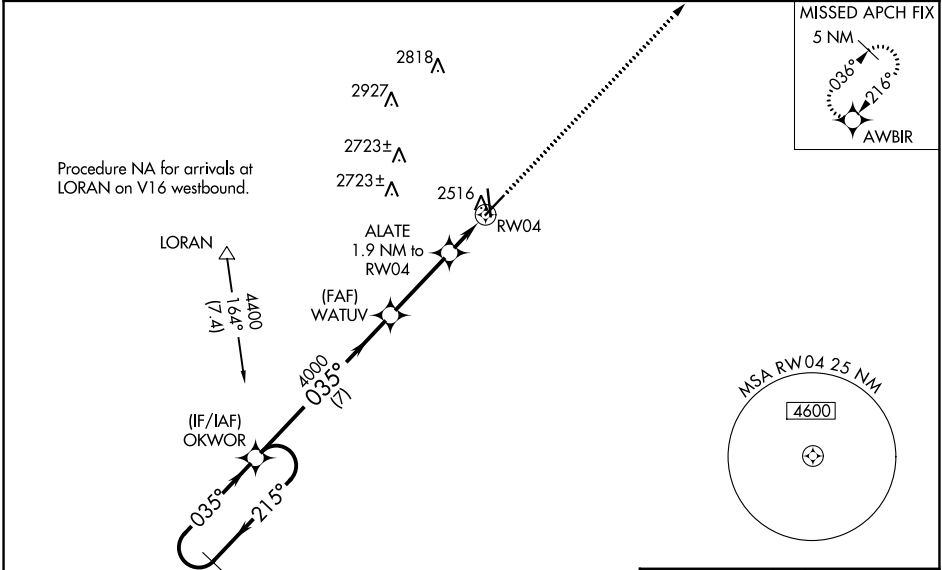 MISSED APCH FIX
5 NM
036°
216°
AWBIR
2818
2927
2723±
2723±
2516
Procedure NA for arrivals at
LORAN on V16 westbound.
RW04
ALATE
1.9 NM to
RW04
LORAN
4400
164°
(7.4)
(FAF)
WATUV
4000
035°
(7)
(IF/IAF)
OKWOR
035°
215°
MSA RW04 25 NM
4600